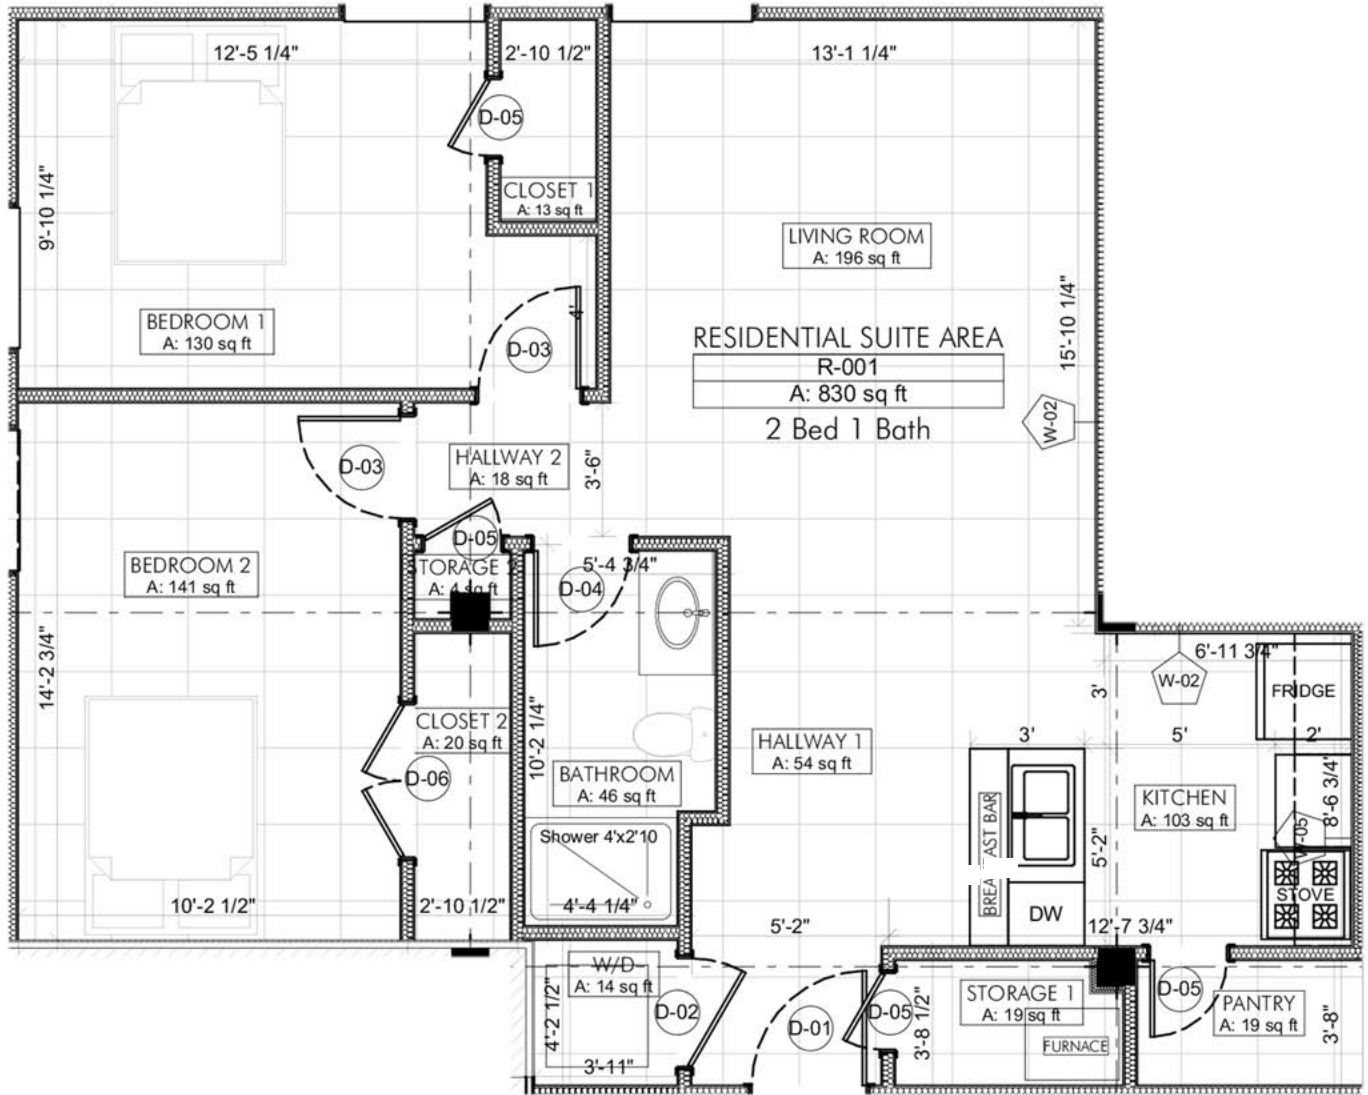 12'-5 1/4"
2'-10 1/2"
13'-1 1/4"
D-05
CLOSET 1
A: 13 sq ft
9'-10 1/4"
LIVING ROOM
A: 196 sq ft
BEDROOM 1
A: 130 sq ft
4'
D-03
15'-10 1/4"
RESIDENTIAL SUITE AREA
R-001
A: 830 sq ft
2 Bed 1 Bath
W-02
D-03
HALLWAY 2
A: 18 sq ft
3'-6"
D-05
BEDROOM 2
A: 141 sq ft
STORAGE 2
A: 4 sq ft
5'-4 3/4"
D-04
14'-2 3/4"
6'-11 3/4"
W-02
FRIDGE
3'
CLOSET 2
A: 20 sq ft
10'-2 1/4"
HALLWAY 1
A: 54 sq ft
3'
5'
2'
D-06
BATHROOM
A: 46 sq ft
KITCHEN
A: 103 sq ft
8'-6 3/4"
W-05
Shower 4'x2'10
BREAKFAST BAR
5'-2"
STOVE
10'-2 1/2"
2'-10 1/2"
4'-4 1/4"
5'-2"
DW
12'-7 3/4"
W/D
A: 14 sq ft
4'-2 1/2"
D-02
D-01
D-05
3'-8 1/2"
STORAGE 1
A: 19 sq ft
FURNACE
D-05
PANTRY
A: 19 sq ft
3'-8"
3'-11"